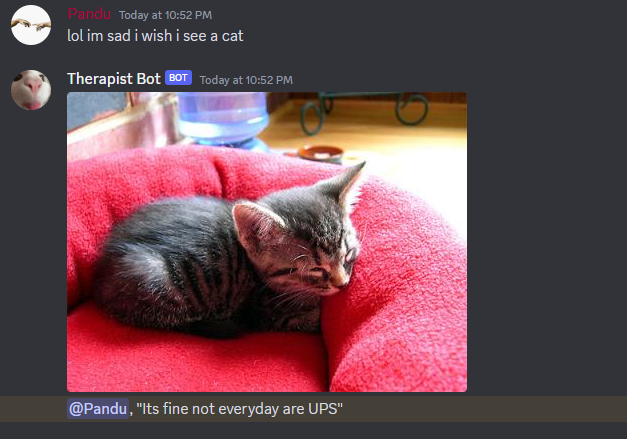 Pandu Today at 10:52 PM
lol im sad i wish i see a cat
Therapist Bot BOT Today at 10:52 PM
@Pandu, "Its fine not everyday are UPS"